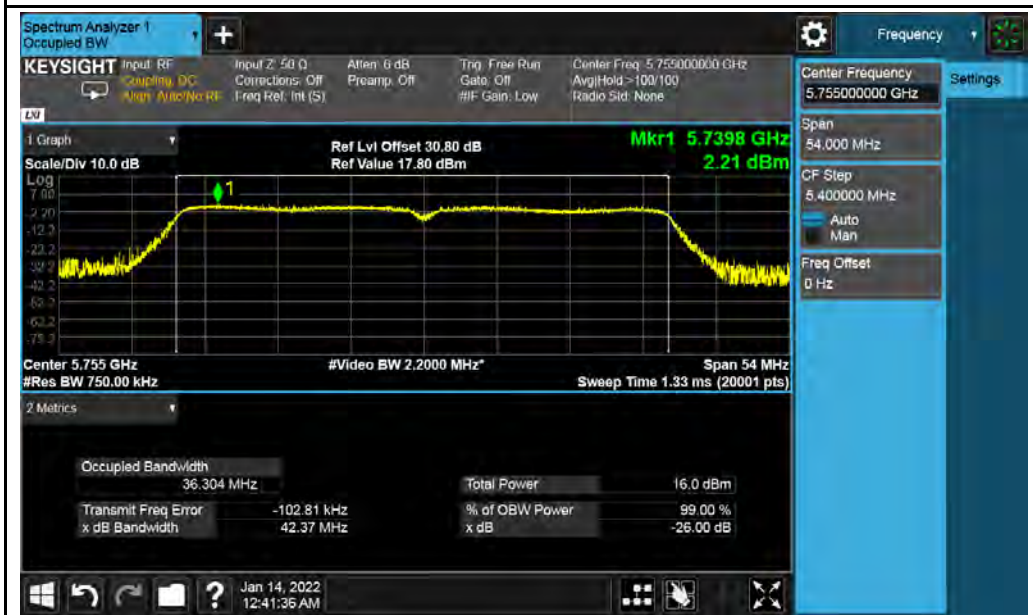 Spectrum Analyzer 1
Occupied BW
Frequency
KEYSIGHT
Input: RF
Coupling: DC
Align: Auto/No RF
Input Z: 50 Ω
Corrections: Off
Freq Ref: Int (S)
Atten: 6 dB
Preamp: Off
Trig: Free Run
Gate: Off
#IF Gain: Low
Center Freq: 5.755000000 GHz
Avg|Hold:>100/100
Radio Std: None
LXI
Center Frequency
5.755000000 GHz
Settings
Span
54.000 MHz
CF Step
5.400000 MHz
Auto
Man
Freq Offset
0 Hz
1 Graph
Scale/Div 10.0 dB
Ref Lvl Offset 30.80 dB
Ref Value 17.80 dBm
Mkr1 5.7398 GHz
2.21 dBm
Log
7.80
-2.20
-12.2
-22.2
-32.2
-42.2
-52.2
-62.2
1
Center 5.755 GHz
#Res BW 750.00 kHz
#Video BW 2.2000 MHz*
Span 54 MHz
Sweep Time 1.33 ms (20001 pts)
2 Metrics
Occupied Bandwidth
36.304 MHz
Total Power 16.0 dBm
Transmit Freq Error -102.81 kHz
% of OBW Power 99.00 %
x dB Bandwidth 42.37 MHz
x dB -26.00 dB
?
Jan 14, 2022
12:41:36 AM